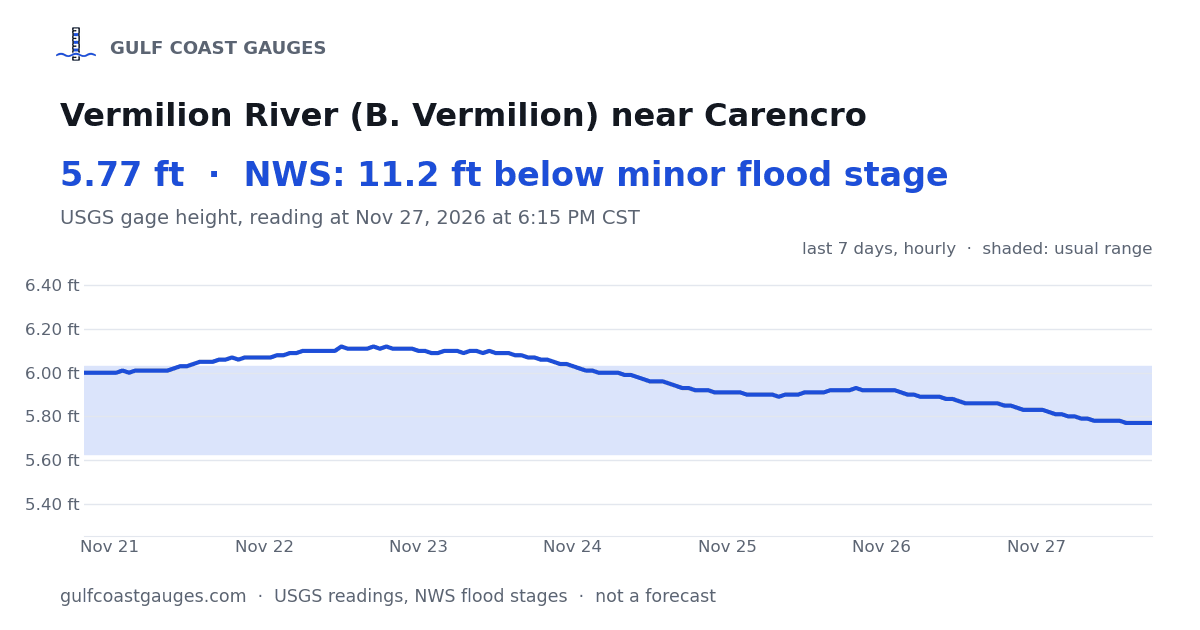 GULF COAST GAUGES
Vermilion River (B. Vermilion) near Carencro
5.77 ft · NWS: 11.2 ft below minor flood stage
USGS gage height, reading at Nov 27, 2026 at 6:15 PM CST
last 7 days, hourly · shaded: usual range
6.40 ft
6.20 ft
6.00 ft
5.80 ft
5.60 ft
5.40 ft
Nov 21 Nov 22 Nov 23 Nov 24 Nov 25 Nov 26 Nov 27
gulfcoastgauges.com · USGS readings, NWS flood stages · not a forecast